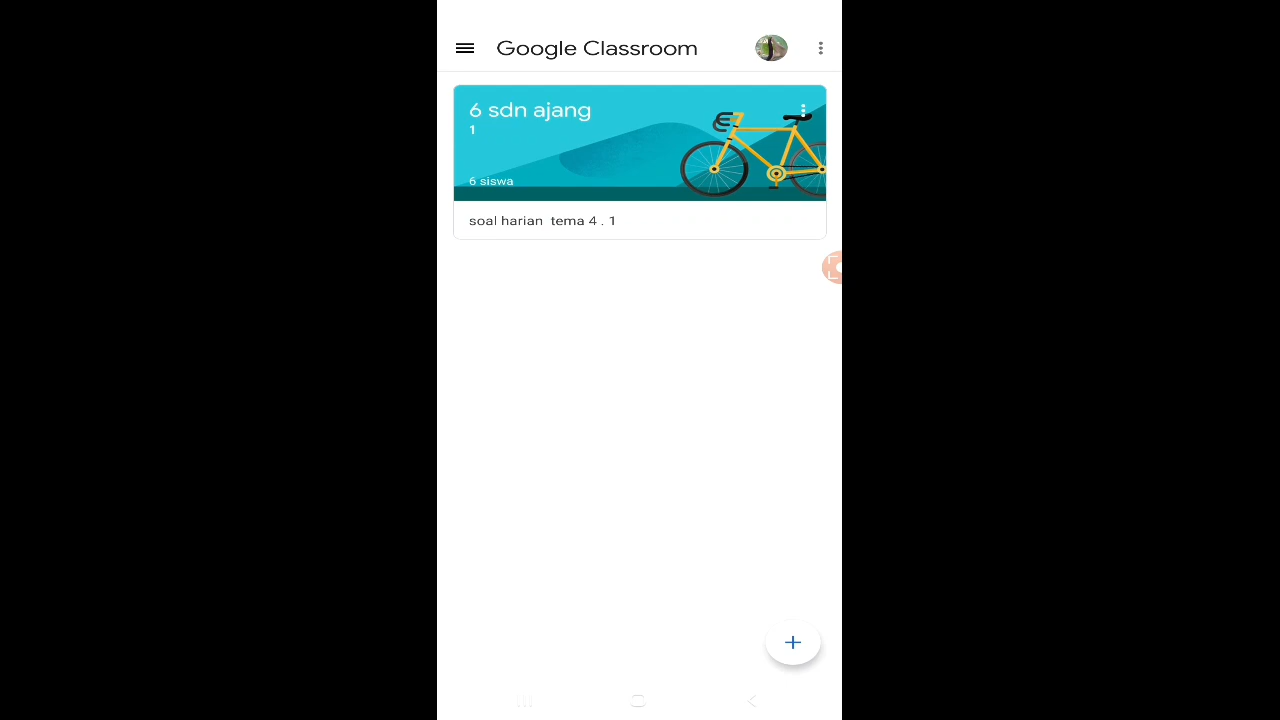 Google Classroom
6 sdn ajang
1
6 siswa
soal harian  tema 4 . 1